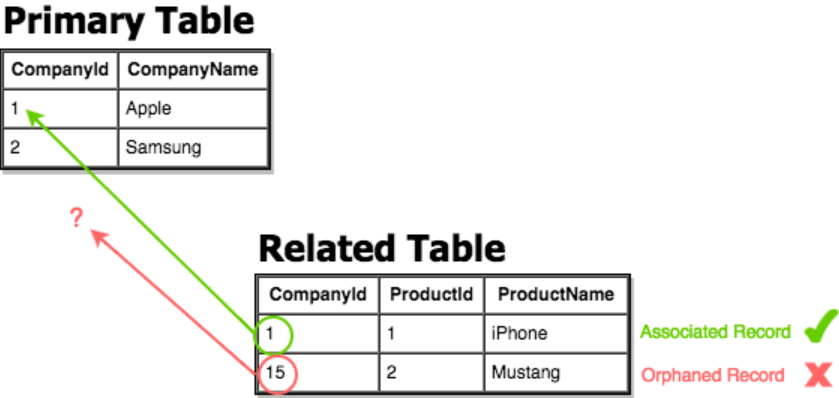 Primary Table
CompanyId CompanyName
1 Apple
2 Samsung
?
Related Table
CompanyId ProductId ProductName
1 1 iPhone Associated Record
15 2 Mustang Orphaned Record